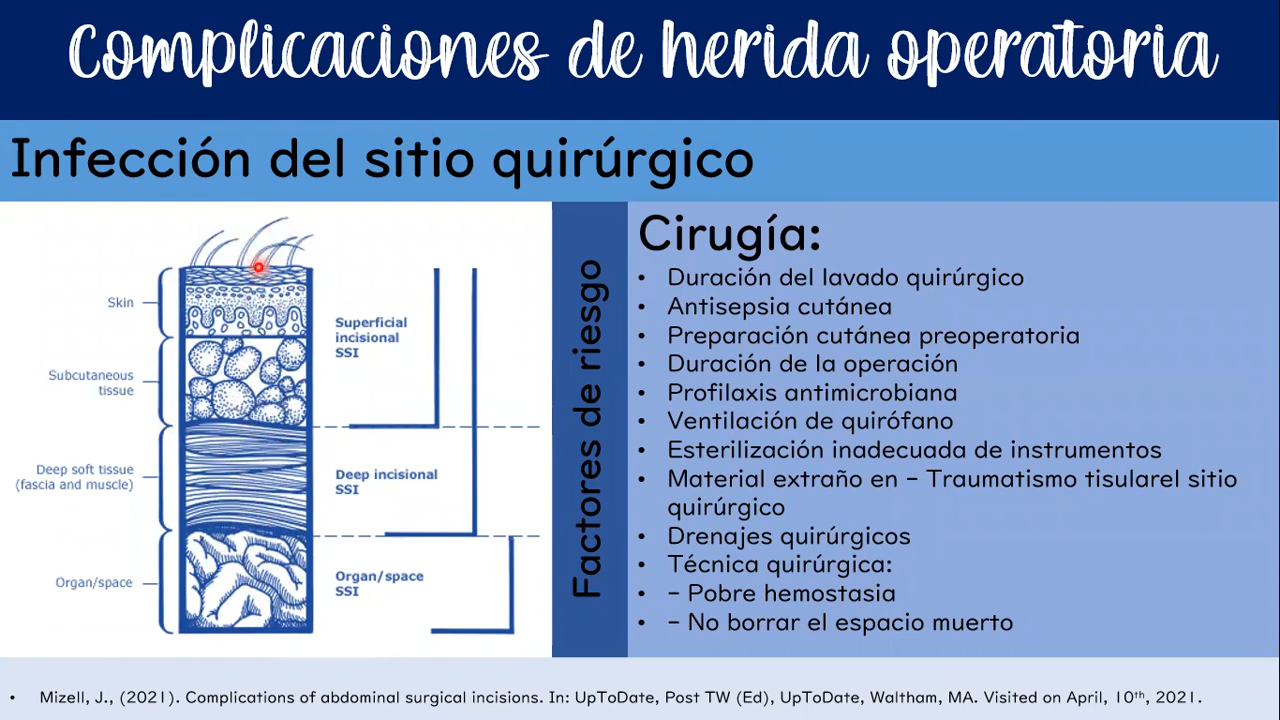 Complicaciones de herida operatoria
Infección del sitio quirúrgico
Skin
Subcutaneous
tissue
Deep soft tissue
(fascia and muscle)
Organ/space
Superficial
incisional
SSI
Deep incisional
SSI
Organ/space
SSI
Factores de riesgo
Cirugía:
• Duración del lavado quirúrgico
• Antisepsia cutánea
• Preparación cutánea preoperatoria
• Duración de la operación
• Profilaxis antimicrobiana
• Ventilación de quirófano
• Esterilización inadecuada de instrumentos
• Material extraño en – Traumatismo tisularel sitio
quirúrgico
• Drenajes quirúrgicos
• Técnica quirúrgica:
• – Pobre hemostasia
• – No borrar el espacio muerto
• Mizell, J., (2021). Complications of abdominal surgical incisions. In: UpToDate, Post TW (Ed), UpToDate, Waltham, MA. Visited on April, 10th, 2021.